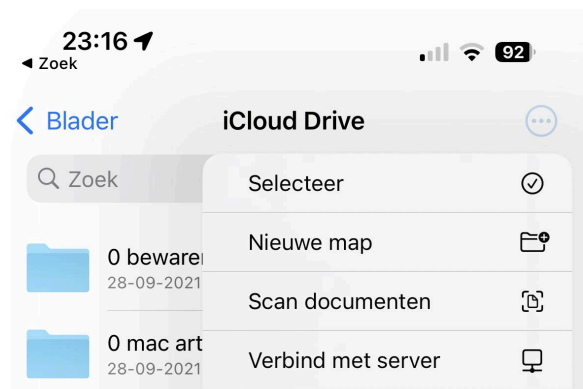 23:16
◀ Zoek
92
Blader
iCloud Drive
Zoek
Selecteer
Nieuwe map
0 bewaren
28-09-2021
Scan documenten
0 mac art
28-09-2021
Verbind met server